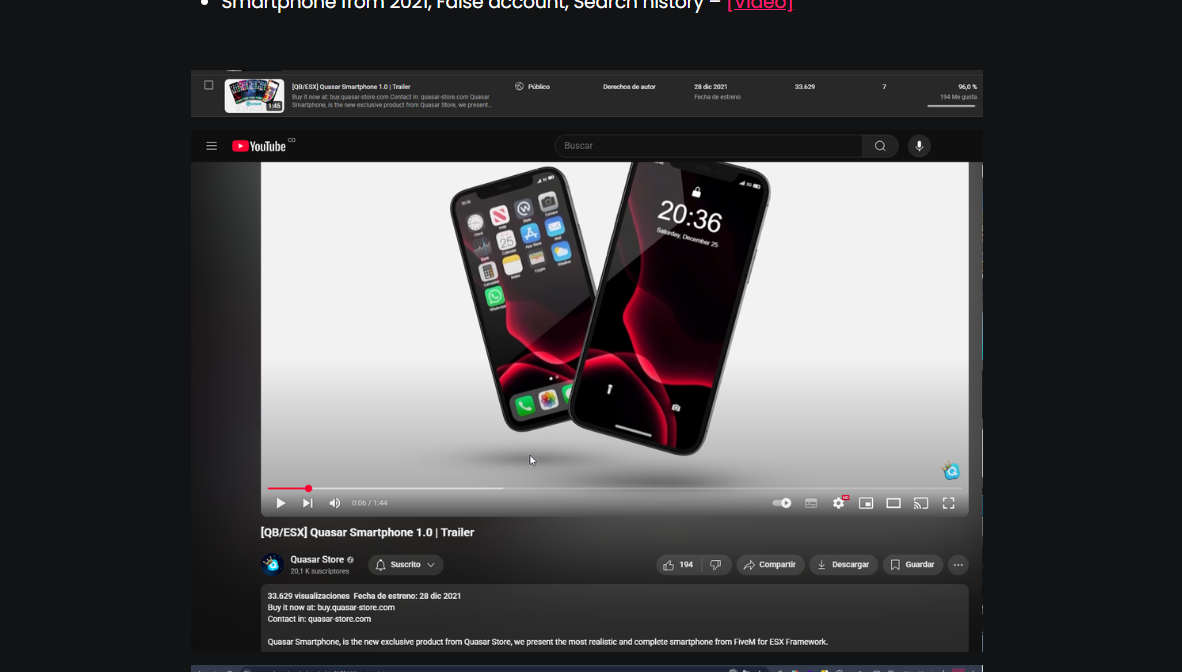 Smartphone from 2021, False account, Search history – [Video]
[QB/ESX] Quasar Smartphone 1.0 | Trailer
Buy it now at: buy.quasar-store.com Contact in: quasar-store.com Quasar
Smartphone, is the new exclusive product from Quasar Store, we present...
1:45
Público
Derechos de autor
28 dic 2021
Fecha de estreno
33.629
7
96,0 %
194 Me gusta
YouTube CO
Buscar
20:36
Saturday, December 25
25
0:06 / 1:44
HD
[QB/ESX] Quasar Smartphone 1.0 | Trailer
Quasar Store
20,1 K suscriptores
Suscrito
194
Compartir
Descargar
Guardar
33.629 visualizaciones Fecha de estreno: 28 dic 2021
Buy it now at: buy.quasar-store.com
Contact in: quasar-store.com
Quasar Smartphone, is the new exclusive product from Quasar Store, we present the most realistic and complete smartphone from FiveM for ESX Framework.